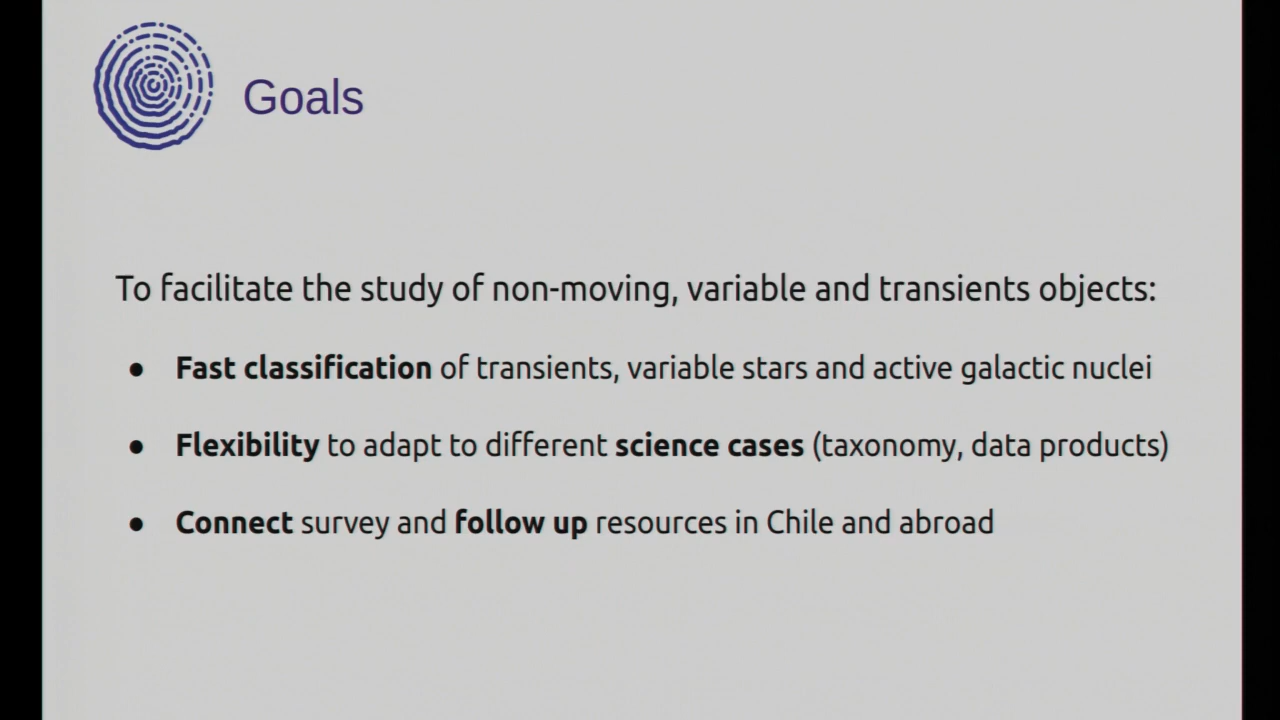 Goals
To facilitate the study of non-moving, variable and transients objects:
● Fast classification of transients, variable stars and active galactic nuclei
● Flexibility to adapt to different science cases (taxonomy, data products)
● Connect survey and follow up resources in Chile and abroad